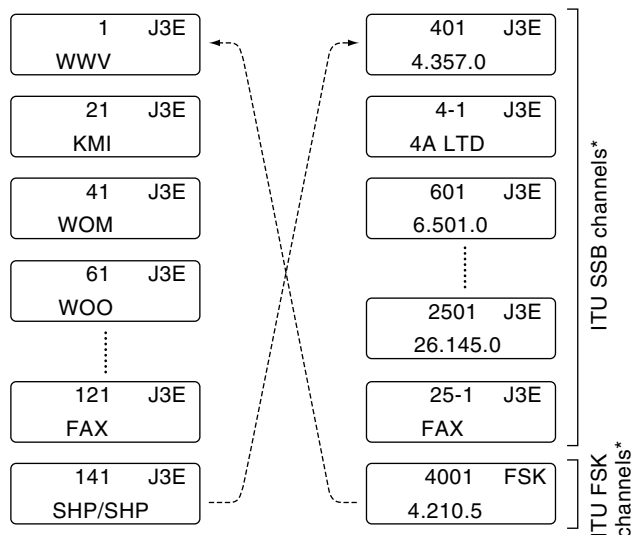 1 J3E
WWV
21 J3E
KMI
41 J3E
WOM
61 J3E
WOO
121 J3E
FAX
141 J3E
SHP/SHP
401 J3E
4.357.0
4-1 J3E
4A LTD
601 J3E
6.501.0
2501 J3E
26.145.0
25-1 J3E
FAX
4001 FSK
4.210.5
ITU SSB channels*
ITU FSK
channels*